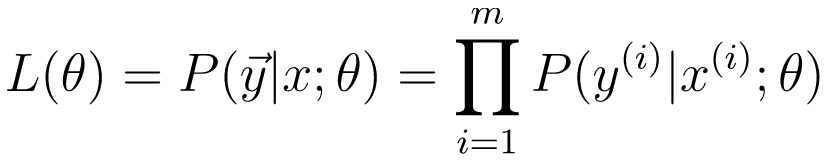 L(θ) = P(y⃗|x; θ) = ∏_{i=1}^{m} P(y^{(i)}|x^{(i)}; θ)